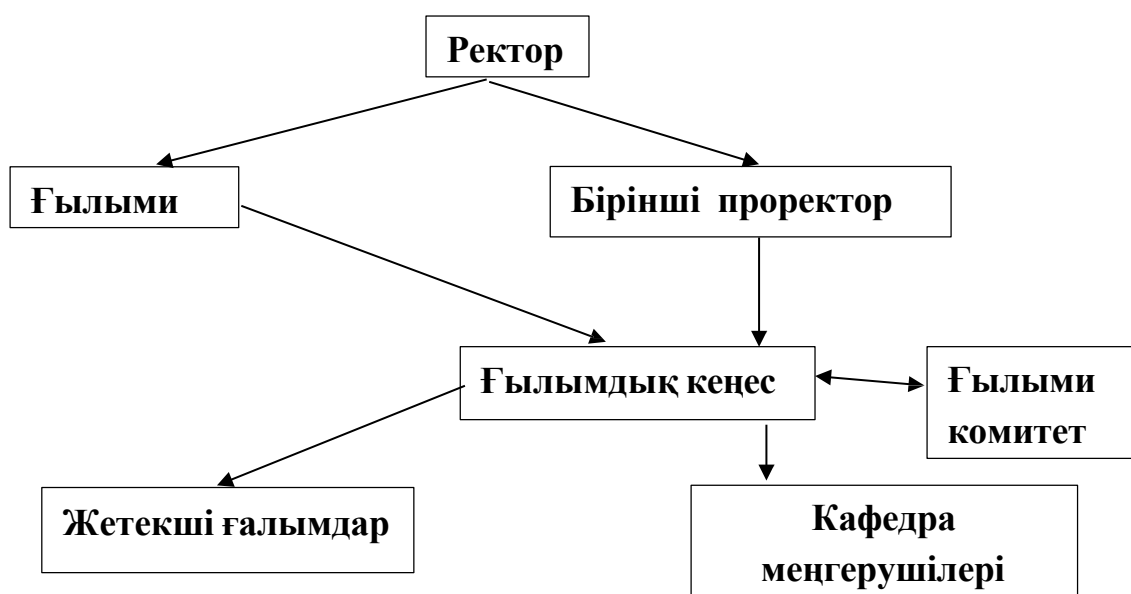 Ректор
Ғылыми
Бірінші проректор
Ғылымдық кеңес
Ғылыми
комитет
Жетекші ғалымдар
Кафедра
меңгерушілері